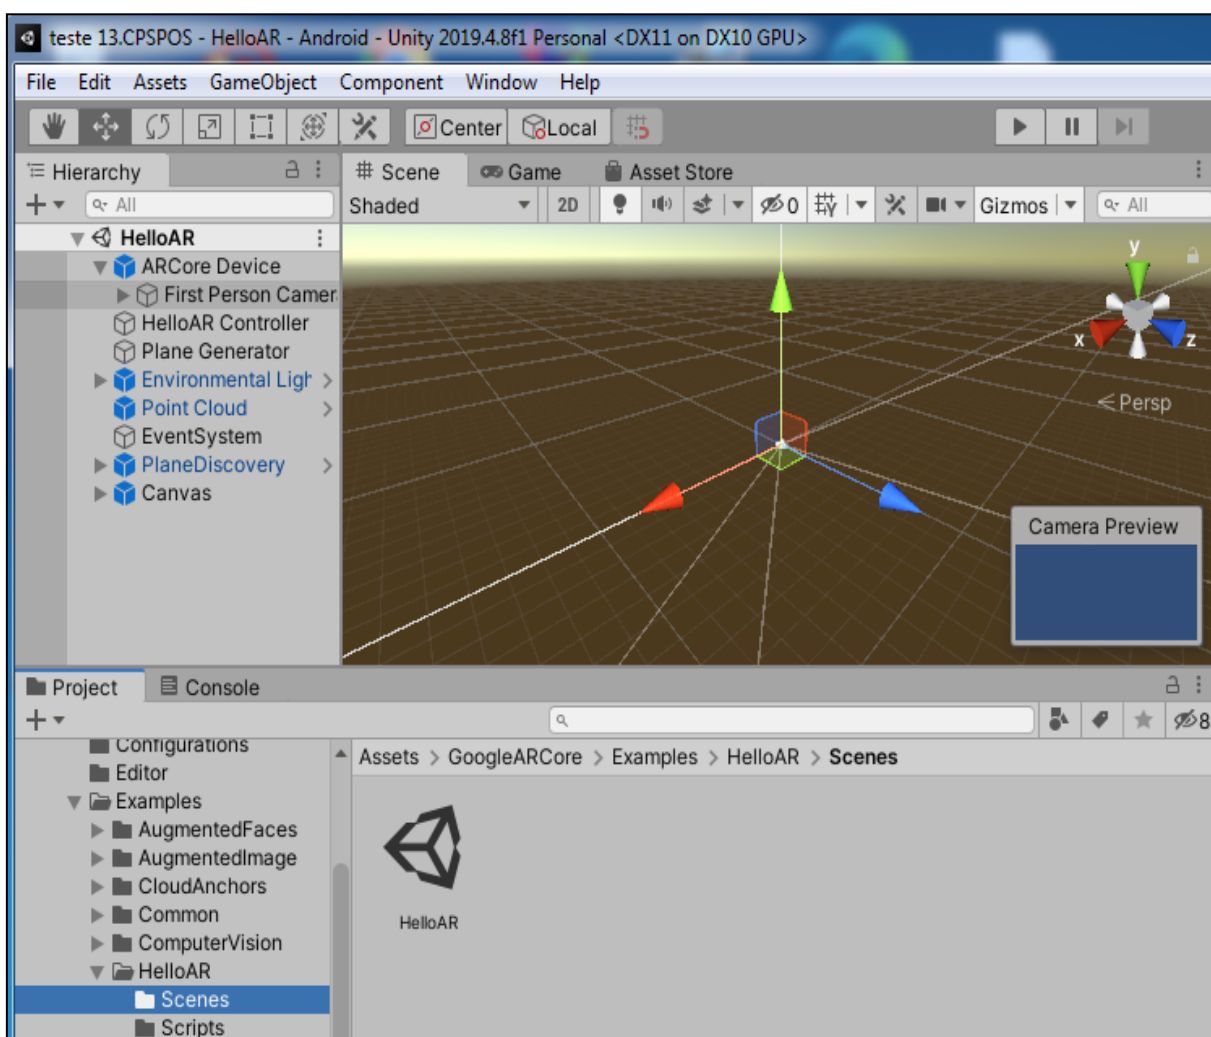 teste 13.CPSPOS - HelloAR - Android - Unity 2019.4.8f1 Personal <DX11 on DX10 GPU>
File Edit Assets GameObject Component Window Help
Center Local
Hierarchy
All
HelloAR
ARCore Device
First Person Camer
HelloAR Controller
Plane Generator
Environmental Ligh
Point Cloud
EventSystem
PlaneDiscovery
Canvas
Scene Game Asset Store
Shaded 2D 0 Gizmos All
y
x z
Persp
Camera Preview
Project Console
8
Configurations
Editor
Examples
AugmentedFaces
AugmentedImage
CloudAnchors
Common
ComputerVision
HelloAR
Scenes
Scripts
Assets > GoogleARCore > Examples > HelloAR > Scenes
HelloAR